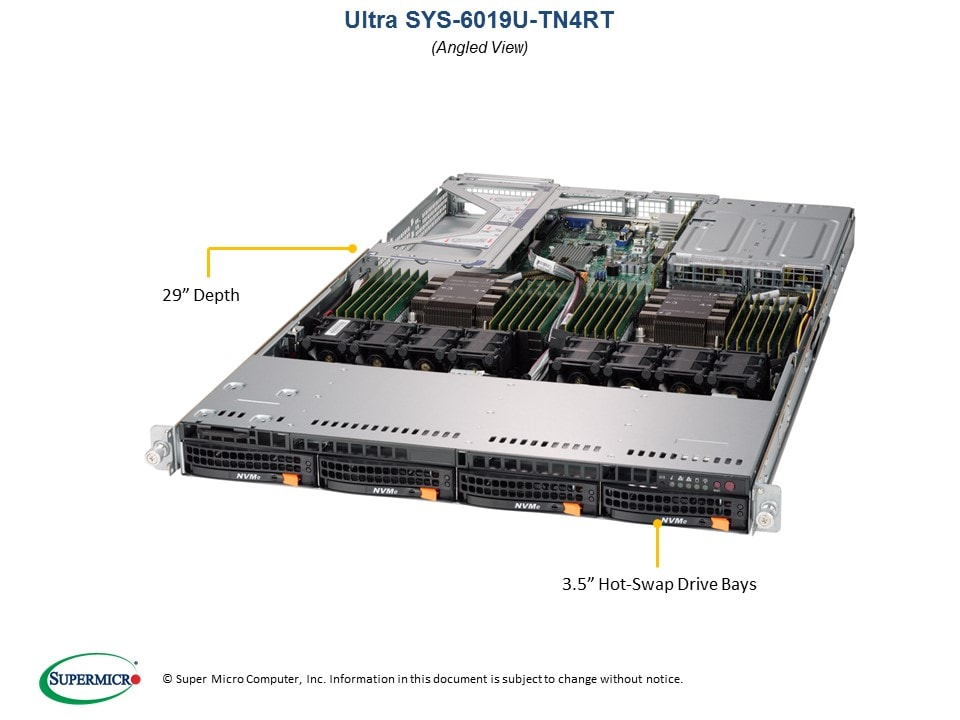 Ultra SYS-6019U-TN4RT
(Angled View)
29” Depth
NVMe
NVMe
NVMe
NVMe
3.5” Hot-Swap Drive Bays
SUPERMICRO
© Super Micro Computer, Inc. Information in this document is subject to change without notice.